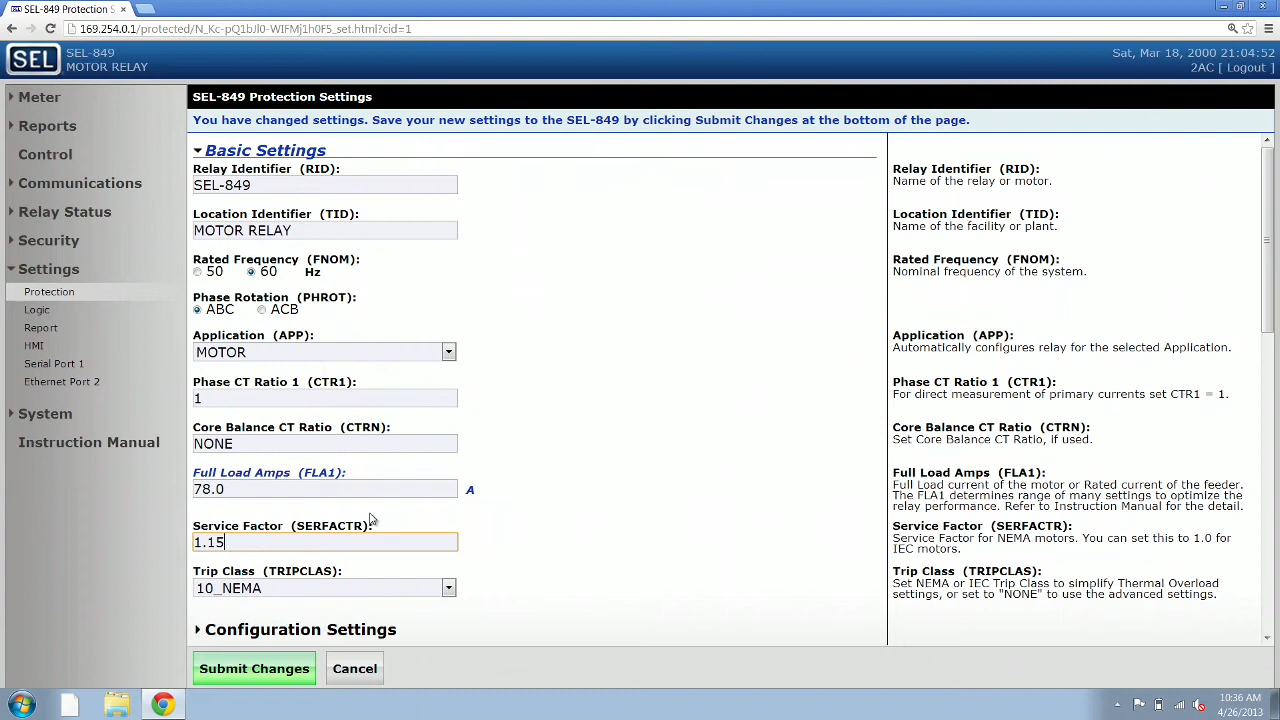 SEL-849 Protection S
169.254.0.1/protected/N_Kc-pQ1bJl0-WIFMj1h0F5_set.html?cid=1
SEL
SEL-849
MOTOR RELAY
Sat, Mar 18, 2000 21:04:52
2AC [ Logout ]
Meter
Reports
Control
Communications
Relay Status
Security
Settings
Protection
Logic
Report
HMI
Serial Port 1
Ethernet Port 2
System
Instruction Manual
SEL-849 Protection Settings
You have changed settings. Save your new settings to the SEL-849 by clicking Submit Changes at the bottom of the page.
Basic Settings
Relay Identifier (RID):
SEL-849
Location Identifier (TID):
MOTOR RELAY
Rated Frequency (FNOM):
50 60 Hz
Phase Rotation (PHROT):
ABC ACB
Application (APP):
MOTOR
Phase CT Ratio 1 (CTR1):
1
Core Balance CT Ratio (CTRN):
NONE
Full Load Amps (FLA1):
78.0 A
Service Factor (SERFACTR):
1.15
Trip Class (TRIPCLAS):
10_NEMA
Configuration Settings
Submit Changes Cancel
Relay Identifier (RID):
Name of the relay or motor.
Location Identifier (TID):
Name of the facility or plant.
Rated Frequency (FNOM):
Nominal frequency of the system.
Application (APP):
Automatically configures relay for the selected Application.
Phase CT Ratio 1 (CTR1):
For direct measurement of primary currents set CTR1 = 1.
Core Balance CT Ratio (CTRN):
Set Core Balance CT Ratio, if used.
Full Load Amps (FLA1):
Full Load current of the motor or Rated current of the feeder.
The FLA1 determines range of many settings to optimize the
relay performance. Refer to Instruction Manual for the detail.
Service Factor (SERFACTR):
Service Factor for NEMA motors. You can set this to 1.0 for
IEC motors.
Trip Class (TRIPCLAS):
Set NEMA or IEC Trip Class to simplify Thermal Overload
settings, or set to "NONE" to use the advanced settings.
10:36 AM
4/26/2013